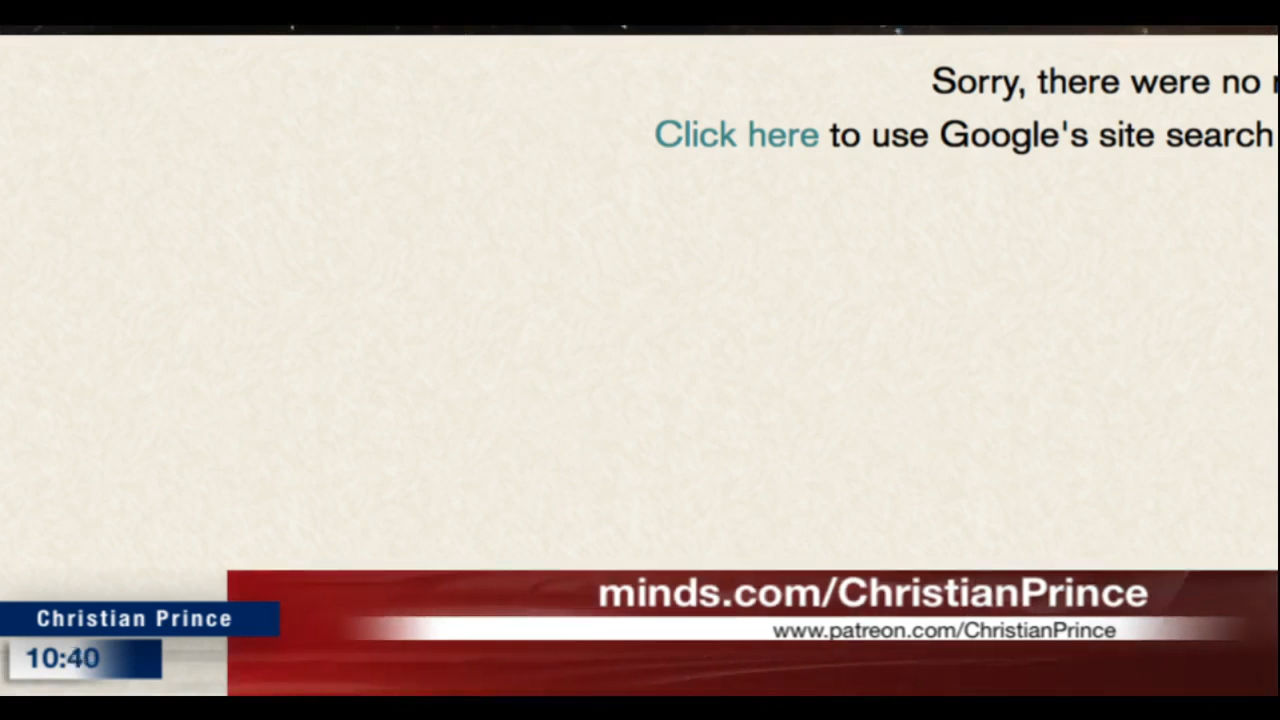 Sorry, there were no
Click here to use Google's site search
minds.com/ChristianPrince
Christian Prince
www.patreon.com/ChristianPrince
10:40